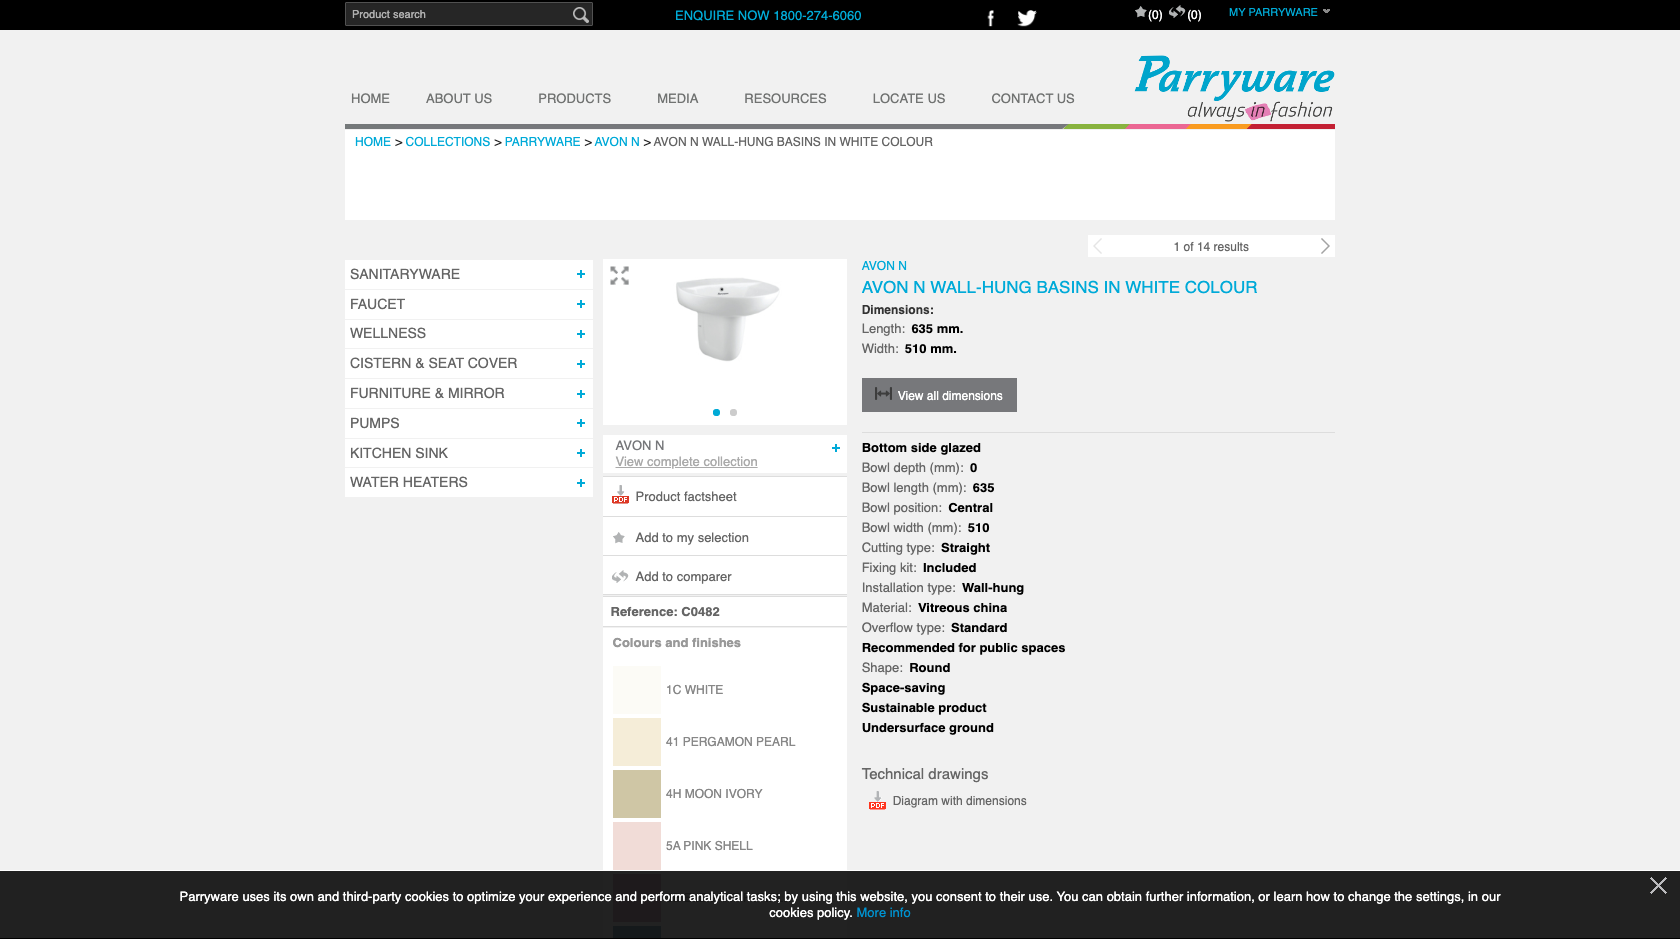 Product search
ENQUIRE NOW 1800-274-6060
(0) (0)
MY PARRYWARE
HOME ABOUT US PRODUCTS MEDIA RESOURCES LOCATE US CONTACT US
Parryware
always in fashion
HOME > COLLECTIONS > PARRYWARE > AVON N > AVON N WALL-HUNG BASINS IN WHITE COLOUR
1 of 14 results
SANITARYWARE +
FAUCET +
WELLNESS +
CISTERN & SEAT COVER +
FURNITURE & MIRROR +
PUMPS +
KITCHEN SINK +
WATER HEATERS +
AVON N +
View complete collection
PDF Product factsheet
Add to my selection
Add to comparer
Reference: C0482
Colours and finishes
1C WHITE
41 PERGAMON PEARL
4H MOON IVORY
5A PINK SHELL
AVON N
AVON N WALL-HUNG BASINS IN WHITE COLOUR
Dimensions:
Length: 635 mm.
Width: 510 mm.
View all dimensions
Bottom side glazed
Bowl depth (mm): 0
Bowl length (mm): 635
Bowl position: Central
Bowl width (mm): 510
Cutting type: Straight
Fixing kit: Included
Installation type: Wall-hung
Material: Vitreous china
Overflow type: Standard
Recommended for public spaces
Shape: Round
Space-saving
Sustainable product
Undersurface ground
Technical drawings
PDF Diagram with dimensions
Parryware uses its own and third-party cookies to optimize your experience and perform analytical tasks; by using this website, you consent to their use. You can obtain further information, or learn how to change the settings, in our
cookies policy. More info